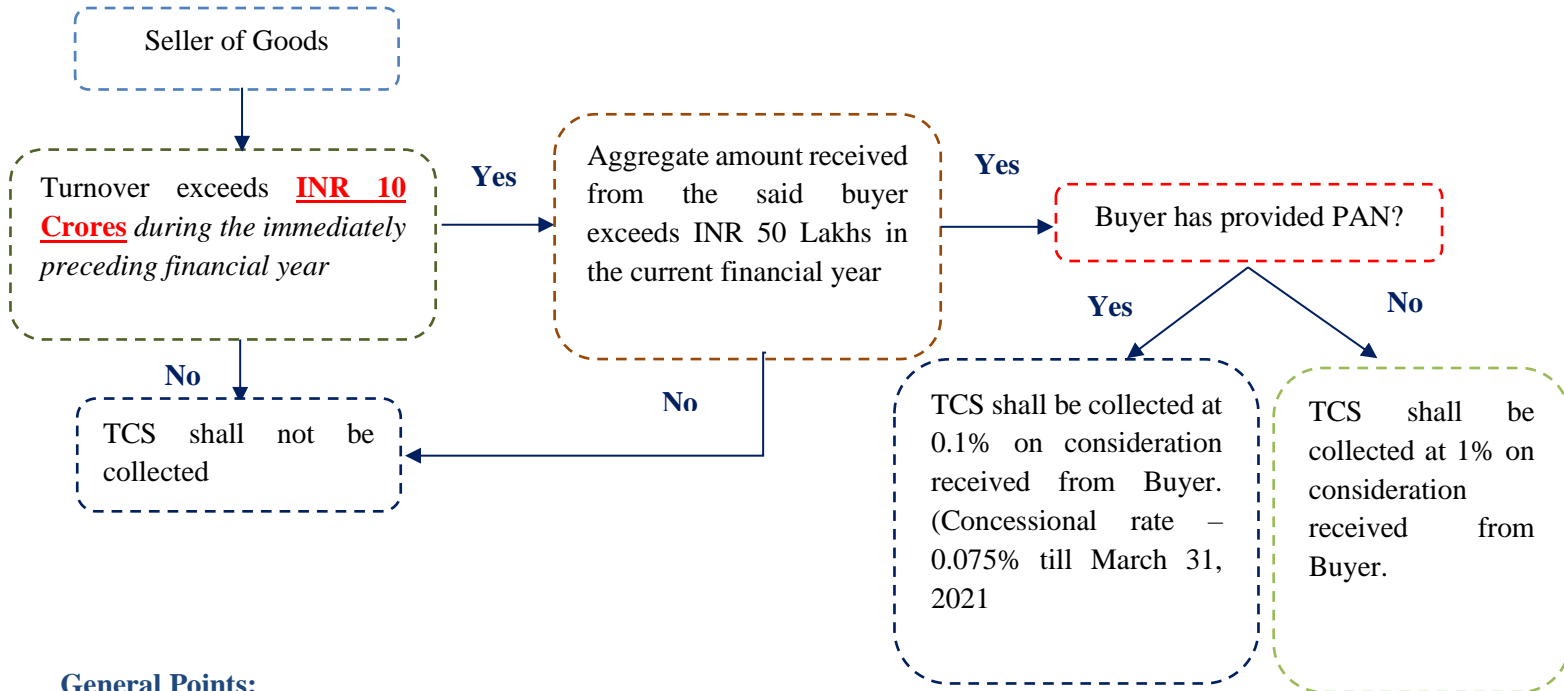 Seller of Goods
Turnover exceeds INR 10
Crores during the immediately
preceding financial year
Yes
Aggregate amount received
from the said buyer
exceeds INR 50 Lakhs in
the current financial year
Yes
Buyer has provided PAN?
Yes
No
No
TCS shall not be
collected
No
TCS shall be collected at
0.1% on consideration
received from Buyer.
(Concessional rate –
0.075% till March 31,
2021
TCS shall be
collected at 1% on
consideration
received from
Buyer.
General Points: